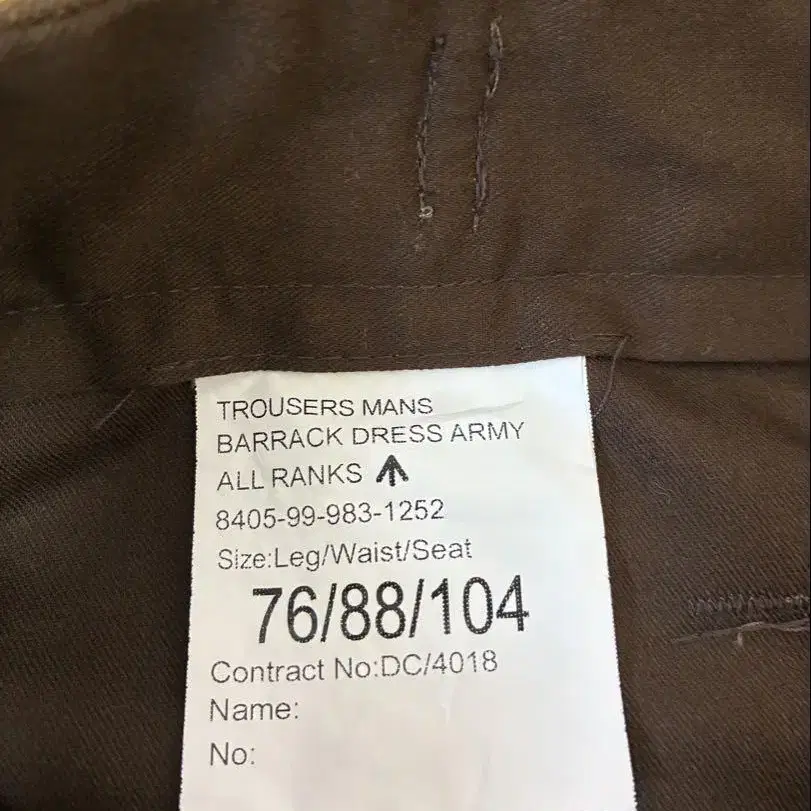 TROUSERS MANS
BARRACK DRESS ARMY
ALL RANKS
8405-99-983-1252
Size:Leg/Waist/Seat
76/88/104
Contract No:DC/4018
Name:
No: